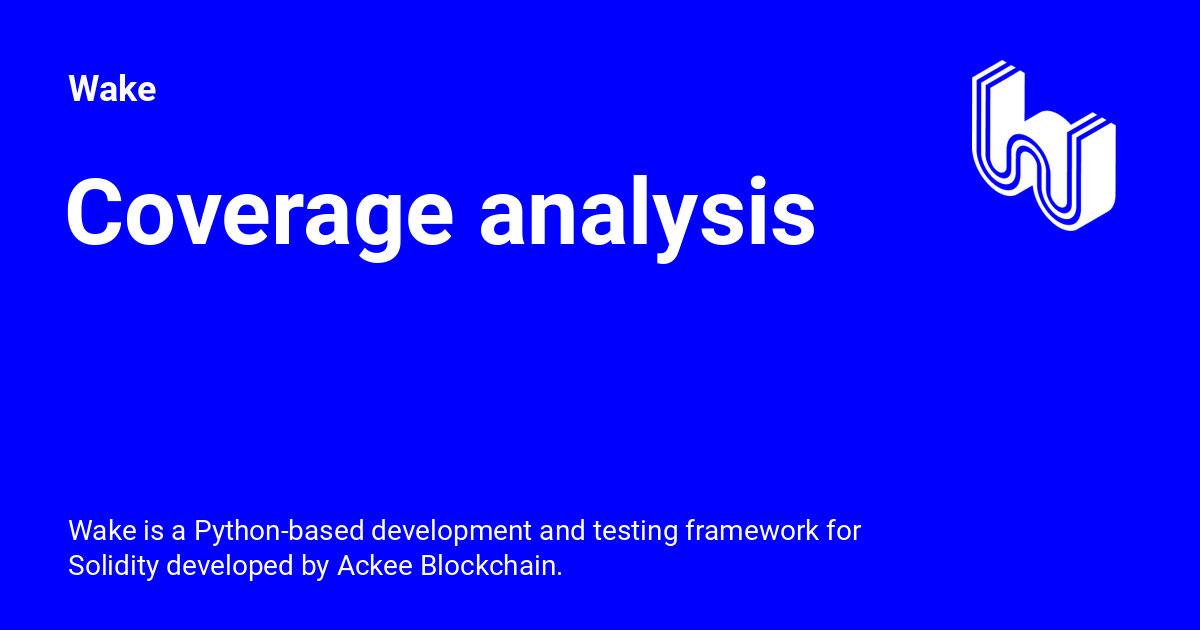 Wake
Coverage analysis
Wake is a Python-based development and testing framework for
Solidity developed by Ackee Blockchain.